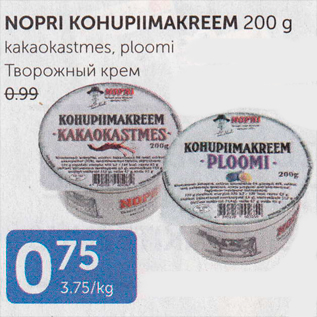 NOPRI KOHUPIIMAKREEM 200 g
kakaokastmes, ploomi
Творожный крем
0.99
NOPRI
KOHUPIIMAKREEM
·KAKAOKASTMES·
200g
NOPRI
NOPRI
KOHUPIIMAKREEM
·PLOOMI·
200g
0 75
3.75/kg